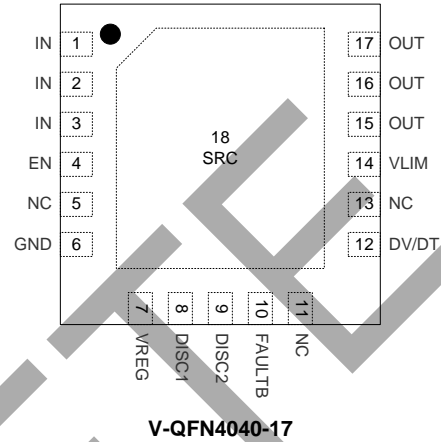 IN 1
IN 2
IN 3
EN 4
NC 5
GND 6
17 OUT
16 OUT
15 OUT
14 VLIM
13 NC
12 DV/DT
18
SRC
7 VREG
8 DISC1
9 DISC2
10 FAULTB
11 NC
V-QFN4040-17